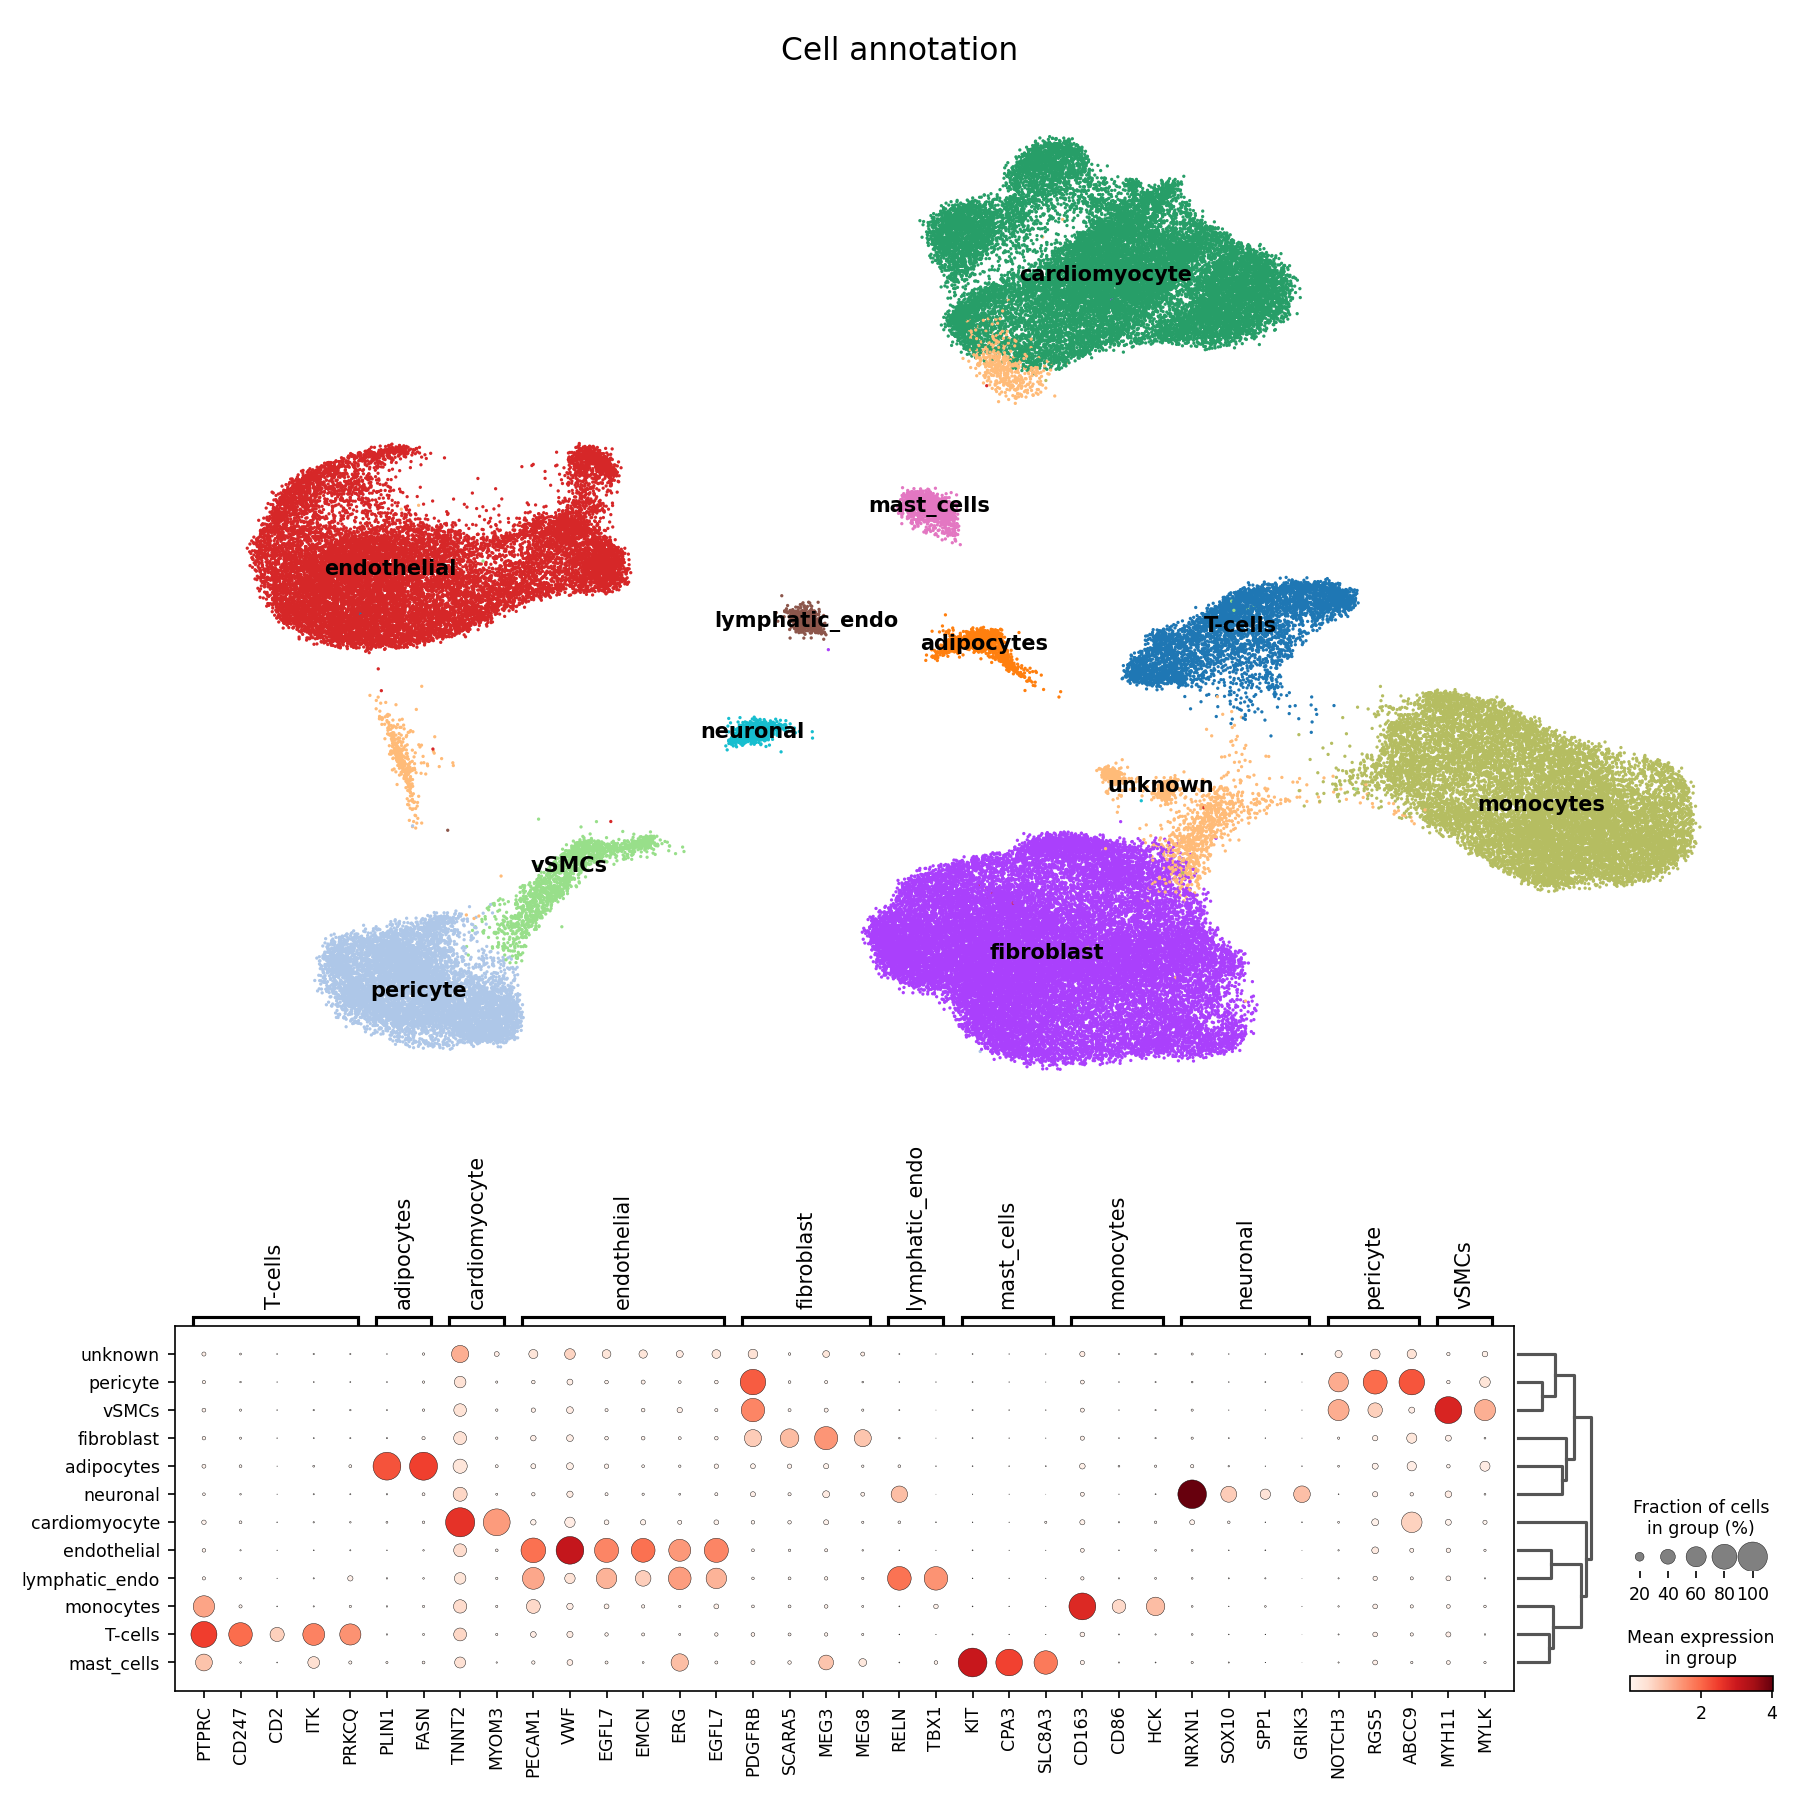 Cell annotation
cardiomyocyte
mast_cells
endothelial
lymphatic_endo
T-cells
adipocytes
neuronal
unknown
monocytes
vSMCs
fibroblast
pericyte
T-cells
adipocytes
cardiomyocyte
endothelial
fibroblast
lymphatic_endo
mast_cells
monocytes
neuronal
pericyte
vSMCs
unknown
pericyte
vSMCs
fibroblast
adipocytes
neuronal
cardiomyocyte
endothelial
lymphatic_endo
monocytes
T-cells
mast_cells
PTPRC
CD247
CD2
ITK
PRKCQ
PLIN1
FASN
TNNT2
MYOM3
PECAM1
VWF
EGFL7
EMCN
ERG
EGFL7
PDGFRB
SCARA5
MEG3
MEG8
RELN
TBX1
KIT
CPA3
SLC8A3
CD163
CD86
HCK
NRXN1
SOX10
SPP1
GRIK3
NOTCH3
RGS5
ABCC9
MYH11
MYLK
Fraction of cells
in group (%)
20 40 60 80 100
Mean expression
in group
2 4